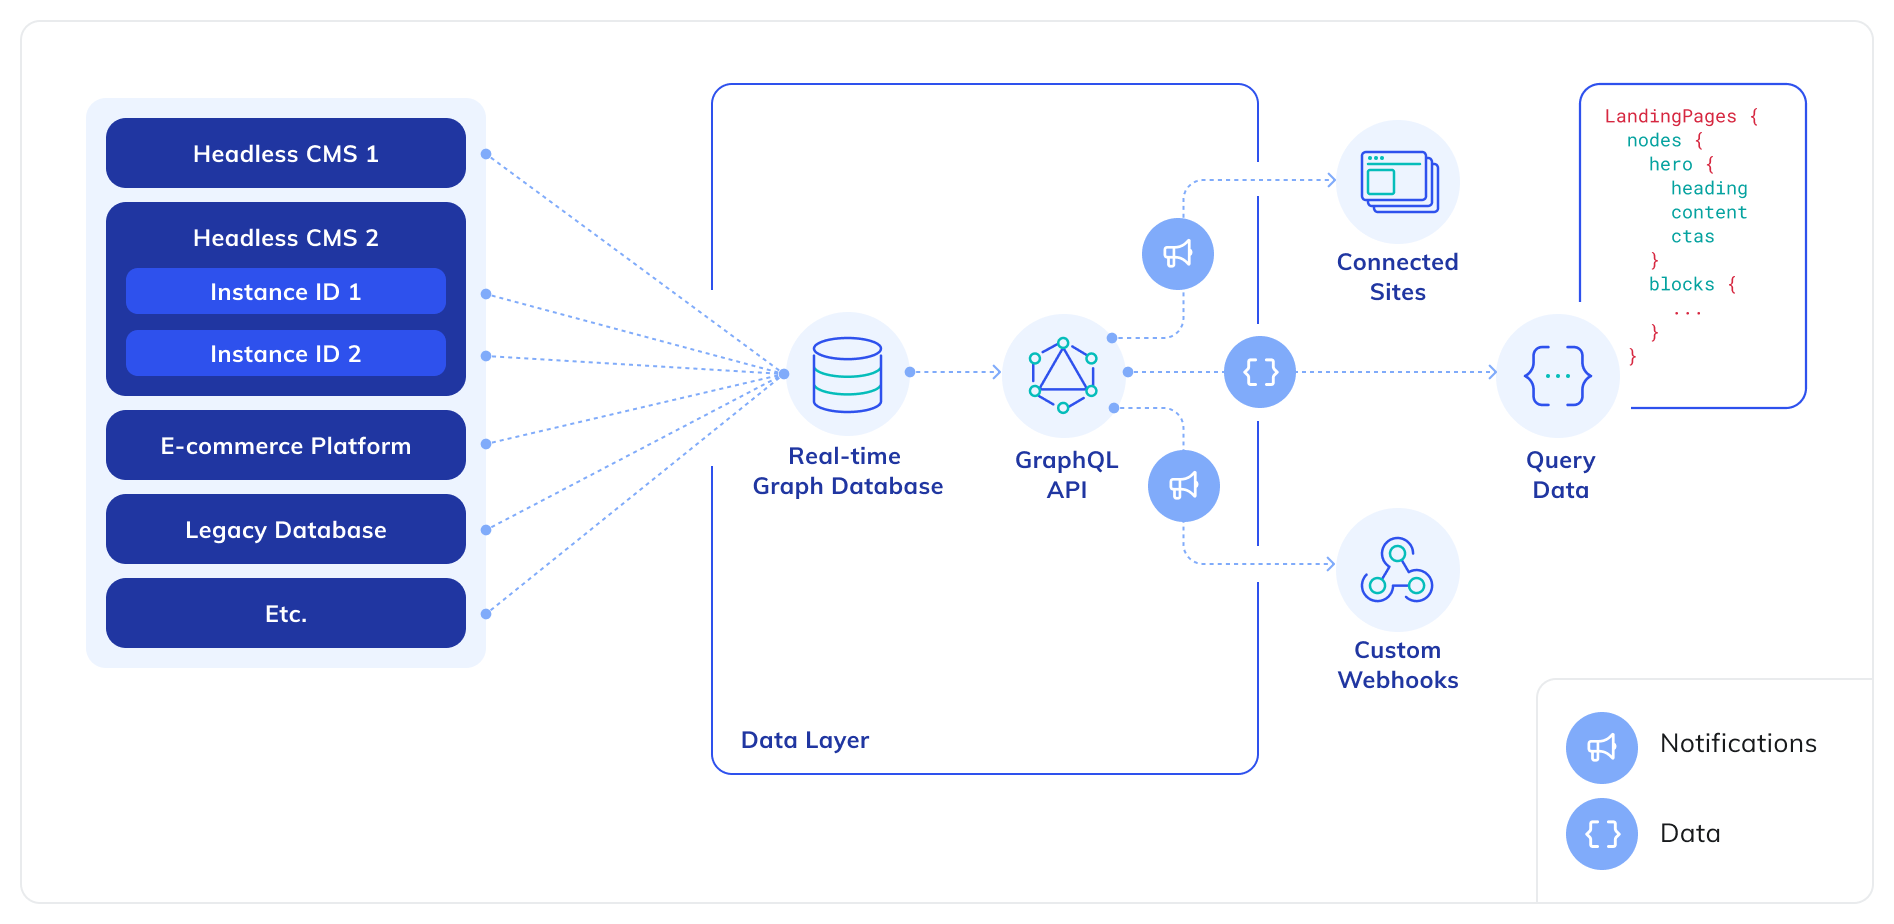 Headless CMS 1
Headless CMS 2
Instance ID 1
Instance ID 2
E-commerce Platform
Legacy Database
Etc.
Real-time
Graph Database
GraphQL
API
Data Layer
Connected
Sites
Custom
Webhooks
Query
Data
LandingPages {
nodes {
hero {
heading
content
ctas
}
blocks {
...
}
}
Notifications
Data